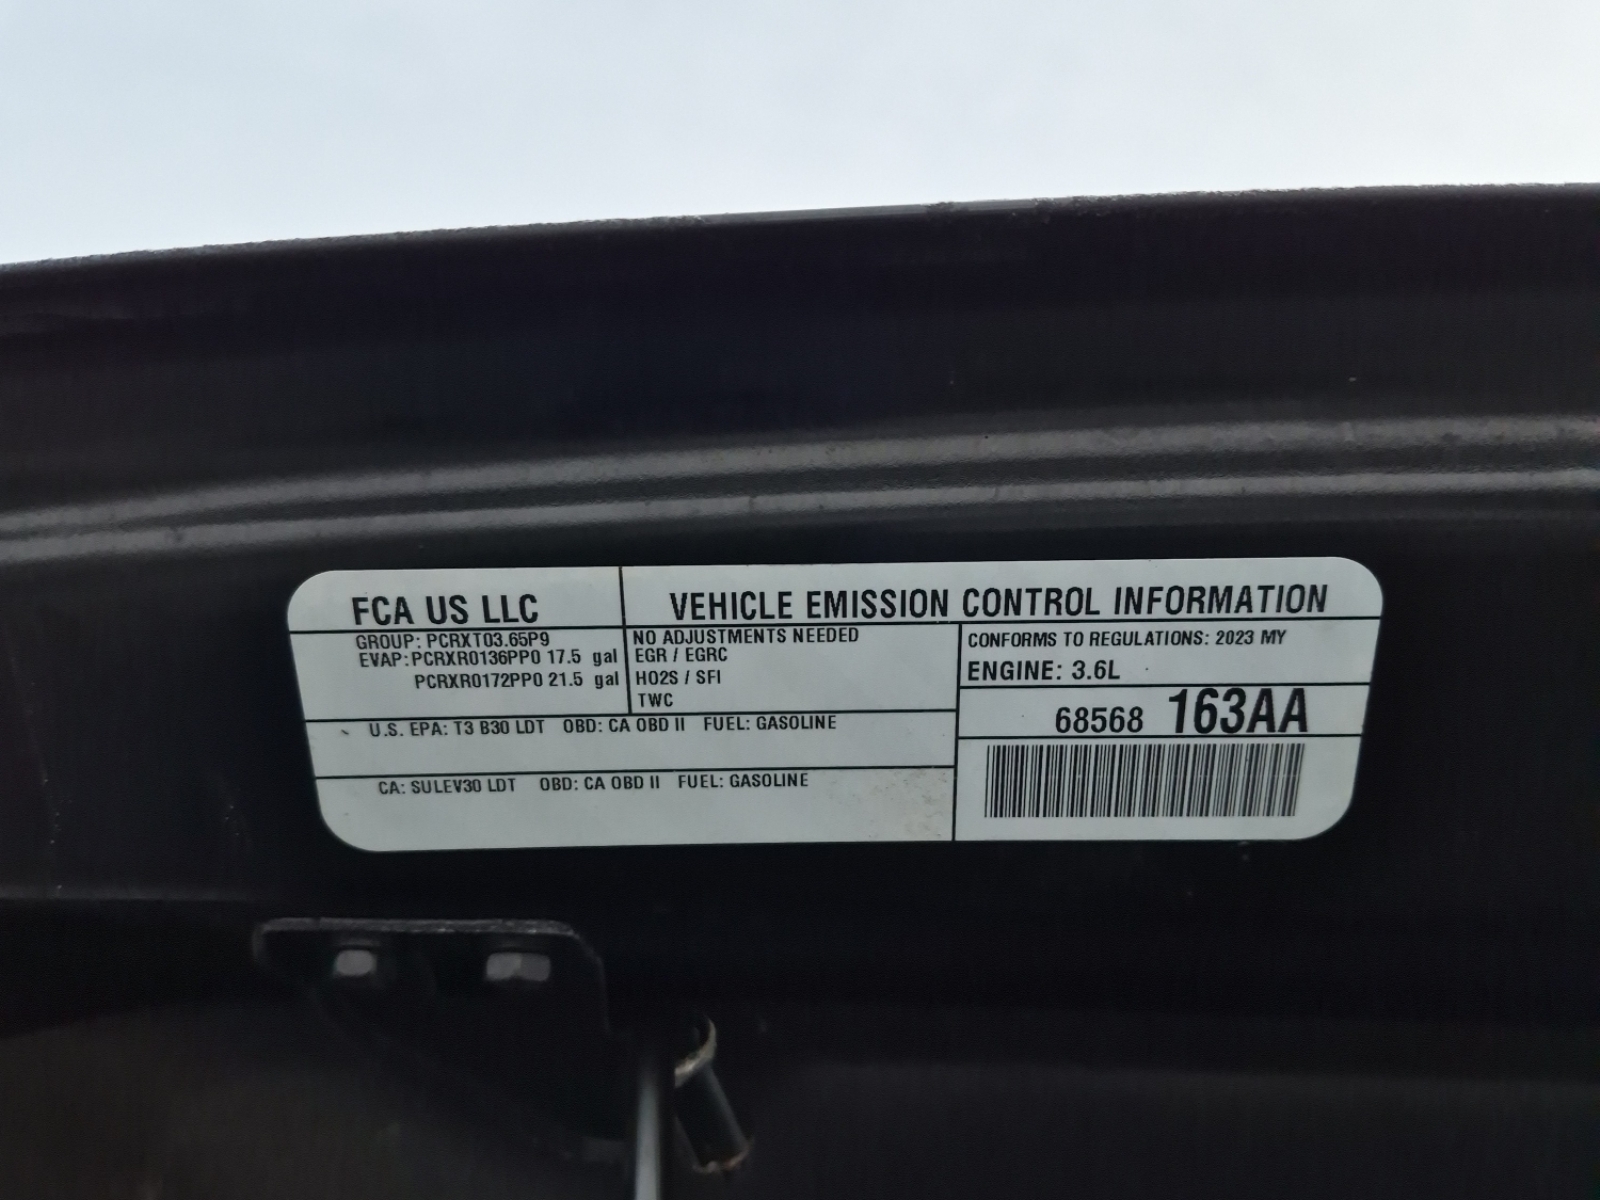 FCA US LLC
VEHICLE EMISSION CONTROL INFORMATION
GROUP: PCRXT03.65P9
EVAP: PCRXR0136PP0 17.5 gal
PCRXR0172PP0 21.5 gal
NO ADJUSTMENTS NEEDED
EGR / EGRC
HO2S / SFI
TWC
CONFORMS TO REGULATIONS: 2023 MY
ENGINE: 3.6L
68568 163AA
U.S. EPA: T3 B30 LDT OBD: CA OBD II FUEL: GASOLINE
CA: SULEV30 LDT OBD: CA OBD II FUEL: GASOLINE